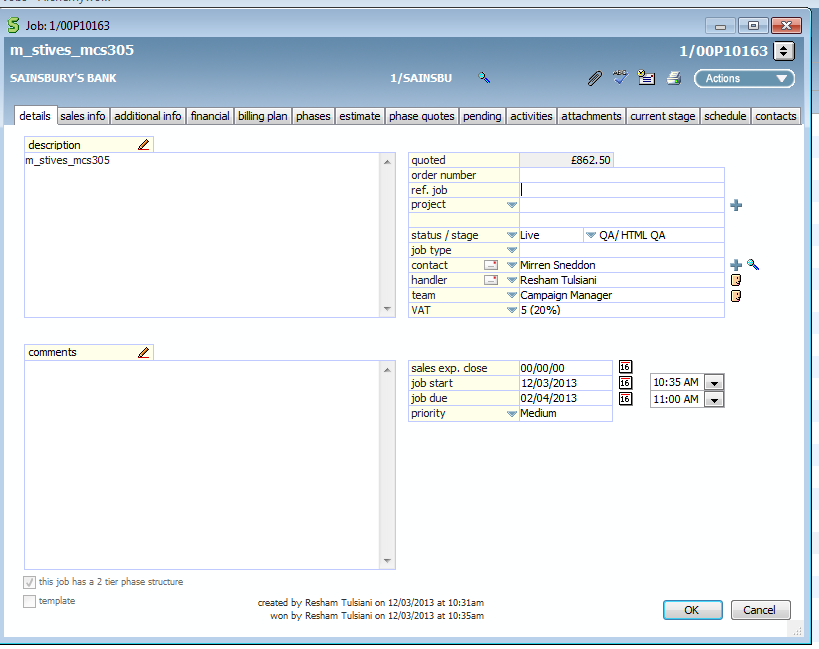 Job: 1/00P10163
m_stives_mcs305
1/00P10163
SAINSBURY'S BANK
1/SAINSBU
ABC
Actions
details
sales info
additional info
financial
billing plan
phases
estimate
phase quotes
pending
activities
attachments
current stage
schedule
contacts
description
m_stives_mcs305
quoted £862.50
order number
ref. job
project
status / stage Live QA/ HTML QA
job type
contact Mirren Sneddon
handler Resham Tulsiani
team Campaign Manager
VAT 5 (20%)
comments
sales exp. close 00/00/00 16
job start 12/03/2013 16 10:35 AM
job due 02/04/2013 16 11:00 AM
priority Medium
this job has a 2 tier phase structure
template
created by Resham Tulsiani on 12/03/2013 at 10:31am
won by Resham Tulsiani on 12/03/2013 at 10:35am
OK
Cancel